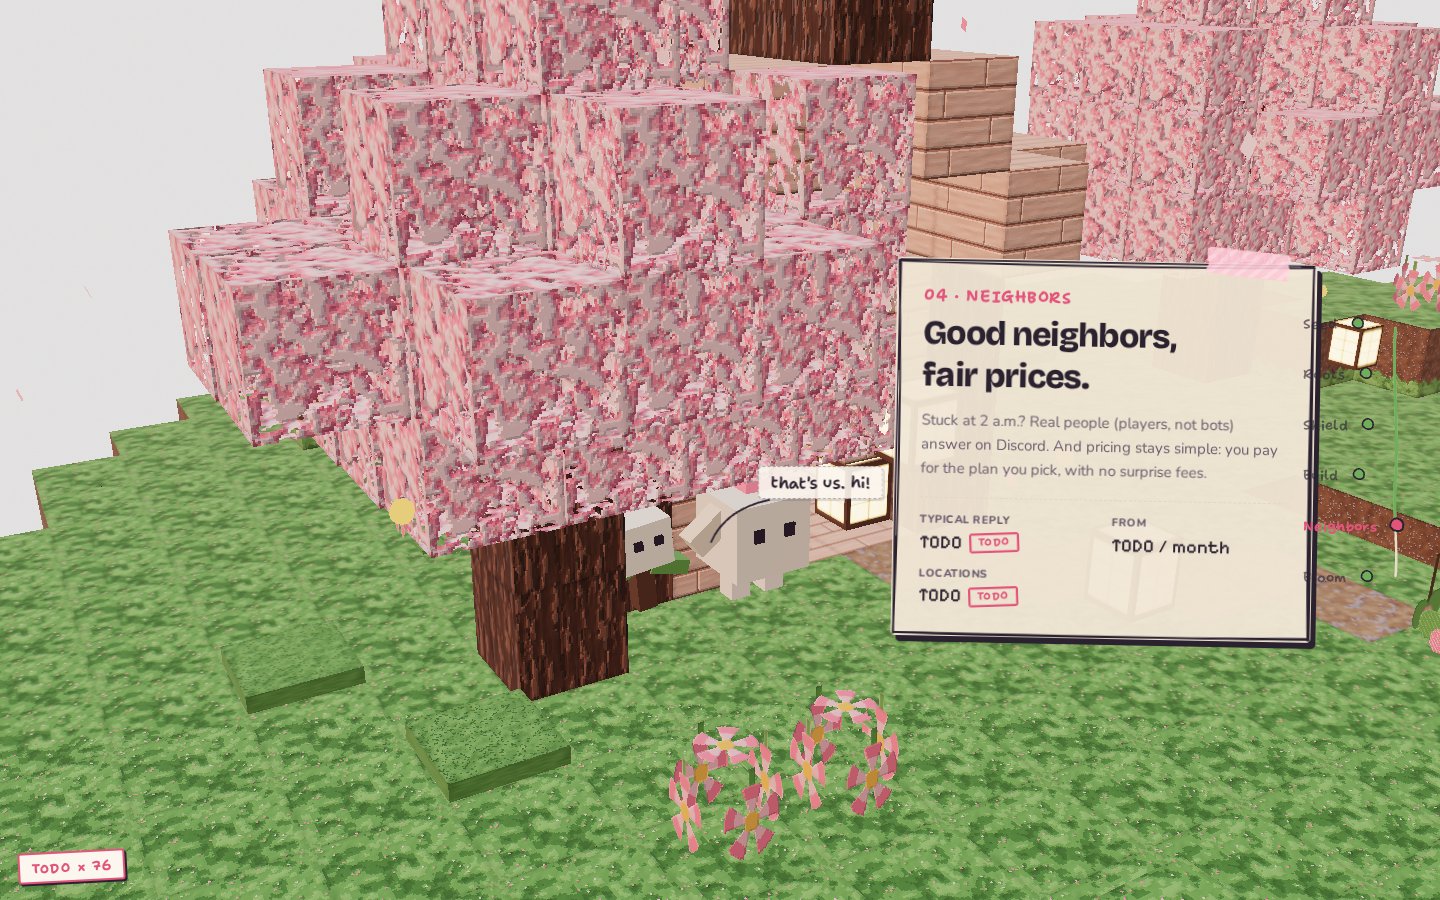 04 · NEIGHBORS
Good neighbors,
fair prices.
Stuck at 2 a.m.? Real people (players, not bots)
answer on Discord. And pricing stays simple: you pay
for the plan you pick, with no surprise fees.
TYPICAL REPLY
TODO TODO
FROM
TODO / month
LOCATIONS
TODO TODO
that's us. hi!
Roots
Shield
Build
Neighbors
Bloom
TODO x 76